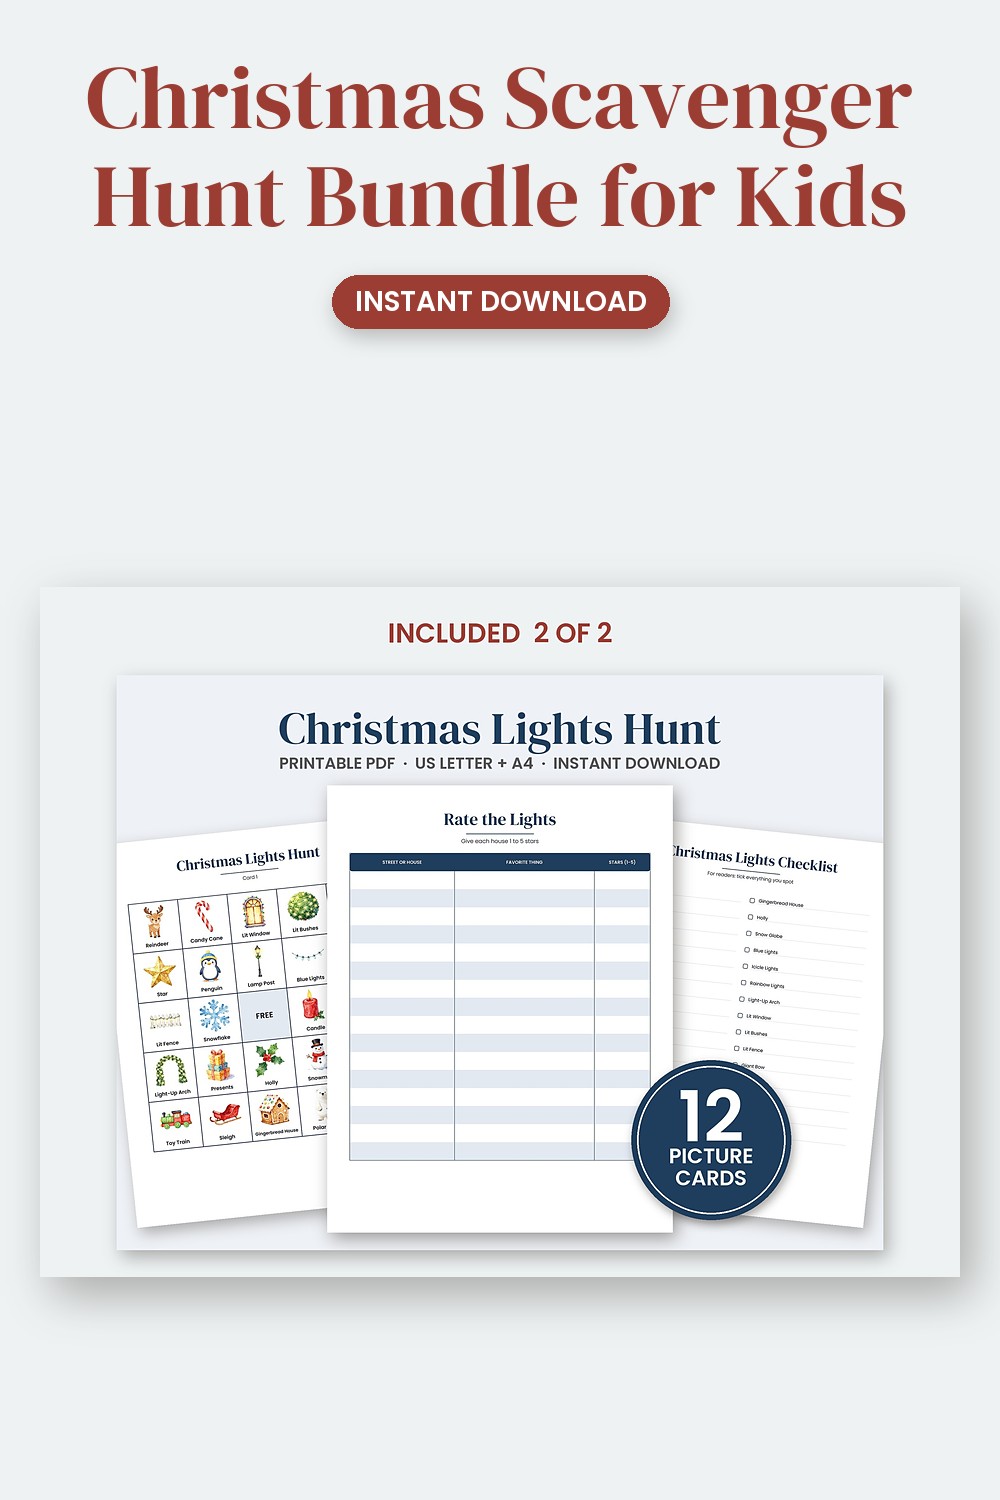 Christmas Scavenger
Hunt Bundle for Kids
INSTANT DOWNLOAD
INCLUDED 2 OF 2
Christmas Lights Hunt
PRINTABLE PDF · US LETTER + A4 · INSTANT DOWNLOAD
Christmas Lights Hunt
Card 1
Reindeer
Candy Cane
Lit Window
Lit Bushes
Star
Penguin
Lamp Post
Blue Lights
Lit Fence
Snowflake
FREE
Candle
Light-Up Arch
Presents
Holly
Toy Train
Sleigh
Gingerbread House
Rate the Lights
Give each house 1 to 5 stars
STREET OR HOUSE FAVORITE THING STARS (1-5)
Christmas Lights Checklist
For readers: tick everything you spot
Gingerbread House
Holly
Snow Globe
Blue Lights
Icicle Lights
Rainbow Lights
Light-Up Arch
Lit Window
Lit Bushes
Lit Fence
Giant Bow
12
PICTURE
CARDS